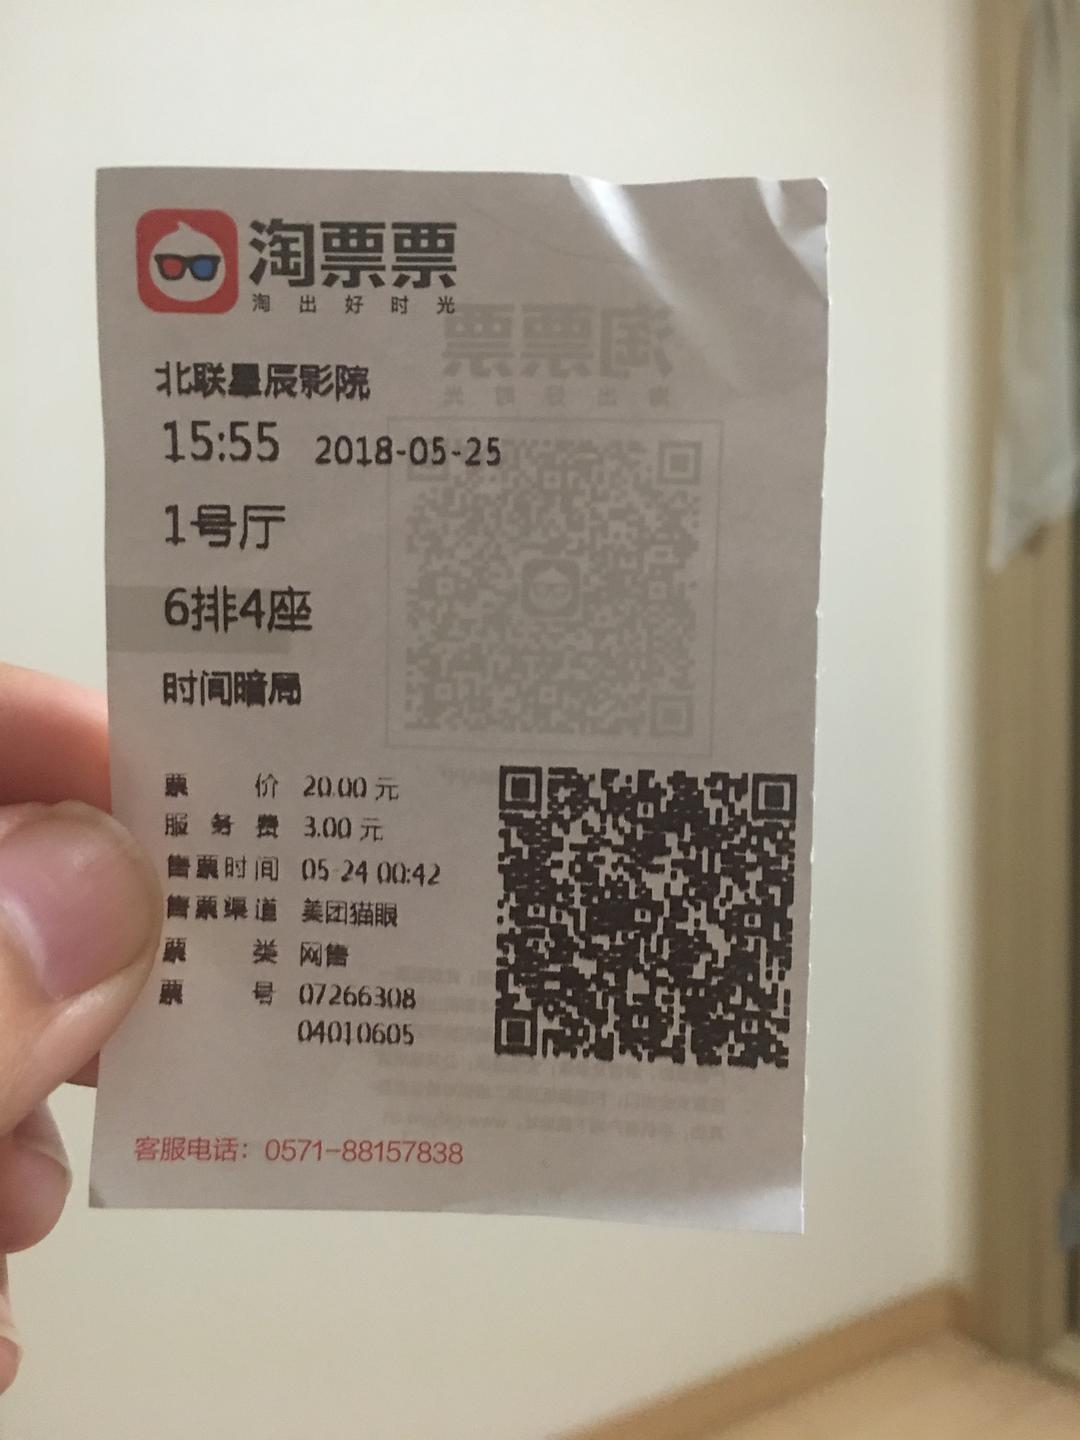 淘票票
淘出好时光
北联星辰影院
15:55 2018-05-25
1号厅
6排4座
时间暗局
票价 20.00元
服务费 3.00元
售票时间 05-24 00:42
售票渠道 美团猫眼
票类 网售
票号 07266308
04010605
客服电话：0571-88157838